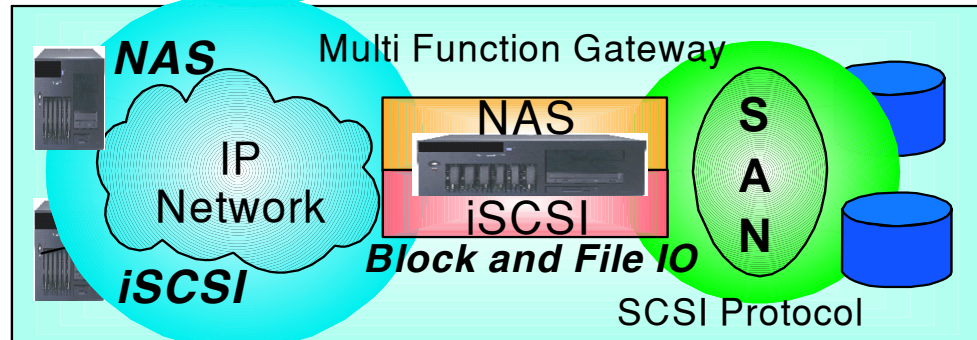 NAS
Multi Function Gateway
NAS
S
A
N
IP
Network
iSCSI
iSCSI
Block and File IO
SCSI Protocol